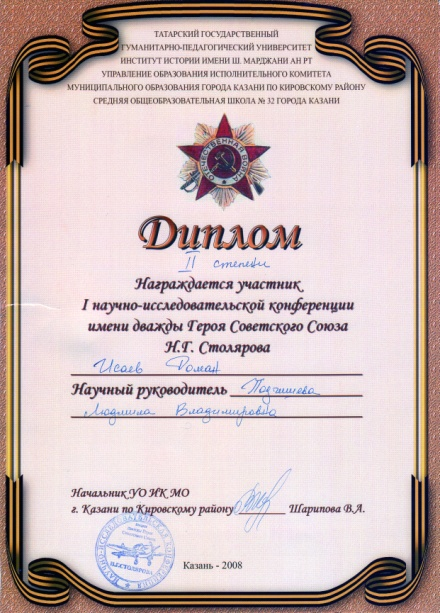 ТАТАРСКИЙ ГОСУДАРСТВЕННЫЙ
ГУМАНИТАРНО-ПЕДАГОГИЧЕСКИЙ УНИВЕРСИТЕТ
ИНСТИТУТ ИСТОРИИ ИМЕНИ Ш. МАРДЖАНИ АН РТ
УПРАВЛЕНИЕ ОБРАЗОВАНИЯ ИСПОЛНИТЕЛЬНОГО КОМИТЕТА
МУНИЦИПАЛЬНОГО ОБРАЗОВАНИЯ ГОРОДА КАЗАНИ ПО КИРОВСКОМУ РАЙОНУ
СРЕДНЯЯ ОБЩЕОБРАЗОВАТЕЛЬНАЯ ШКОЛА № 32 ГОРОДА КАЗАНИ
ОТЕЧЕСТВЕННАЯ ВОЙНА
Диплом
II степени
Награждается участник
I научно-исследовательской конференции
имени дважды Героя Советского Союза
Н.Г. Столярова
Исаев Роман
Научный руководитель
Людмила Владимировна
Начальник УО ИК МО
г. Казани по Кировскому району Шарипова В.А.
Казань - 2008